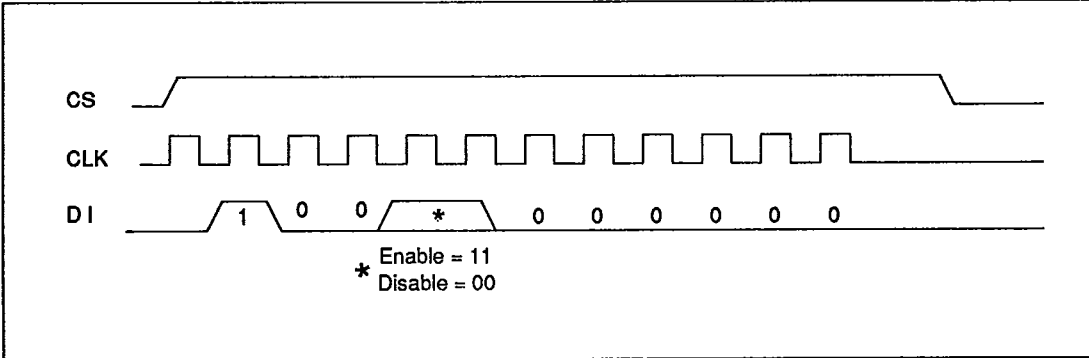 CS
CLK
DI 1 0 0 * 0 0 0 0 0 0
* Enable = 11
Disable = 00